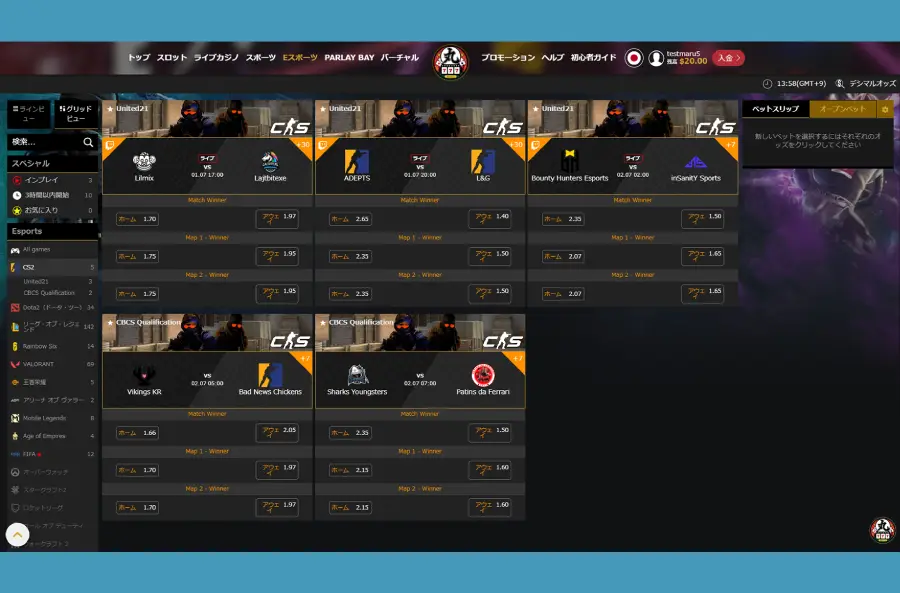 トップ スロット ライブカジノ スポーツ Eスポーツ PARLAY BAY バーチャル 丸 777 プロモーション ヘルプ 初心者ガイド testmaru5 残高 $20.00 入金
13:58(GMT+9) デシマルオッズ
ラインビュー グリッドビュー
検索...
スペシャル
インプレイ 3
3時間以内開始 10
お気に入り 0
Esports
All games
CS2 5
United21 3
CBCS Qualification 2
Dota2（ドータ・ツー） 34
リーグ・オブ・レジェンド 142
Rainbow Six 14
VALORANT 69
王者荣耀 5
アリーナ オブ ヴァラー 2
Mobile Legends 8
Age of Empires 4
FIFA 12
オーバーウォッチ
スタークラフト2
ロケットリーグ
コール オブ デューティ
United21
CS
+30
Lilmix
ライブ
vs
01.07 17:00
Lajtbitexe
Match Winner
ホーム 1.70 アウェイ 1.97
Map 1 - Winner
ホーム 1.75 アウェイ 1.95
Map 2 - Winner
ホーム 1.75 アウェイ 1.95
United21
CS
+30
ADEPTS
ライブ
vs
01.07 20:00
L&G
Match Winner
ホーム 2.65 アウェイ 1.40
Map 1 - Winner
ホーム 2.35 アウェイ 1.50
Map 2 - Winner
ホーム 2.35 アウェイ 1.50
United21
CS
+7
Bounty Hunters Esports
ライブ
vs
02.07 02:00
inSanitY Sports
Match Winner
ホーム 2.35 アウェイ 1.50
Map 1 - Winner
ホーム 2.07 アウェイ 1.65
Map 2 - Winner
ホーム 2.07 アウェイ 1.65
CBCS Qualification
CS
+7
Vikings KR
vs
02.07 05:00
Bad News Chickens
Match Winner
ホーム 1.66 アウェイ 2.05
Map 1 - Winner
ホーム 1.70 アウェイ 1.97
Map 2 - Winner
ホーム 1.70 アウェイ 1.97
CBCS Qualification
CS
+7
Sharks Youngsters
vs
02.07 07:00
Patins da Ferrari
Match Winner
ホーム 2.35 アウェイ 1.50
Map 1 - Winner
ホーム 2.15 アウェイ 1.60
Map 2 - Winner
ホーム 2.15 アウェイ 1.60
ベットスリップ オープンベット
新しいベットを選択するにはそれぞれのオッズをクリックしてください
丸
777